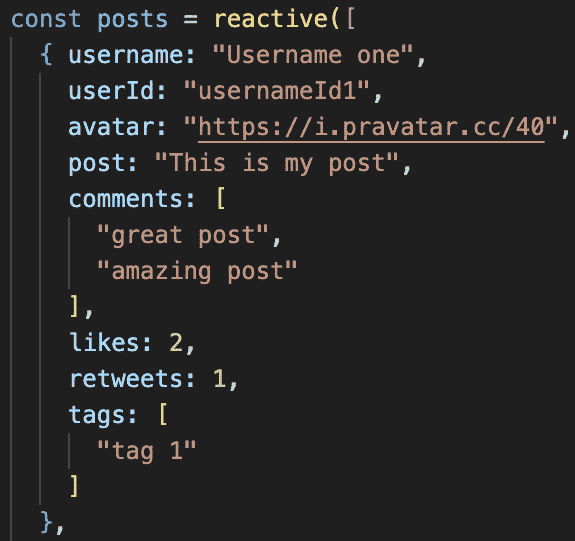 const posts = reactive([
  { username: "Username one",
    userId: "usernameId1",
    avatar: "https://i.pravatar.cc/40",
    post: "This is my post",
    comments: [
      "great post",
      "amazing post"
    ],
    likes: 2,
    retweets: 1,
    tags: [
      "tag 1"
    ]
  },